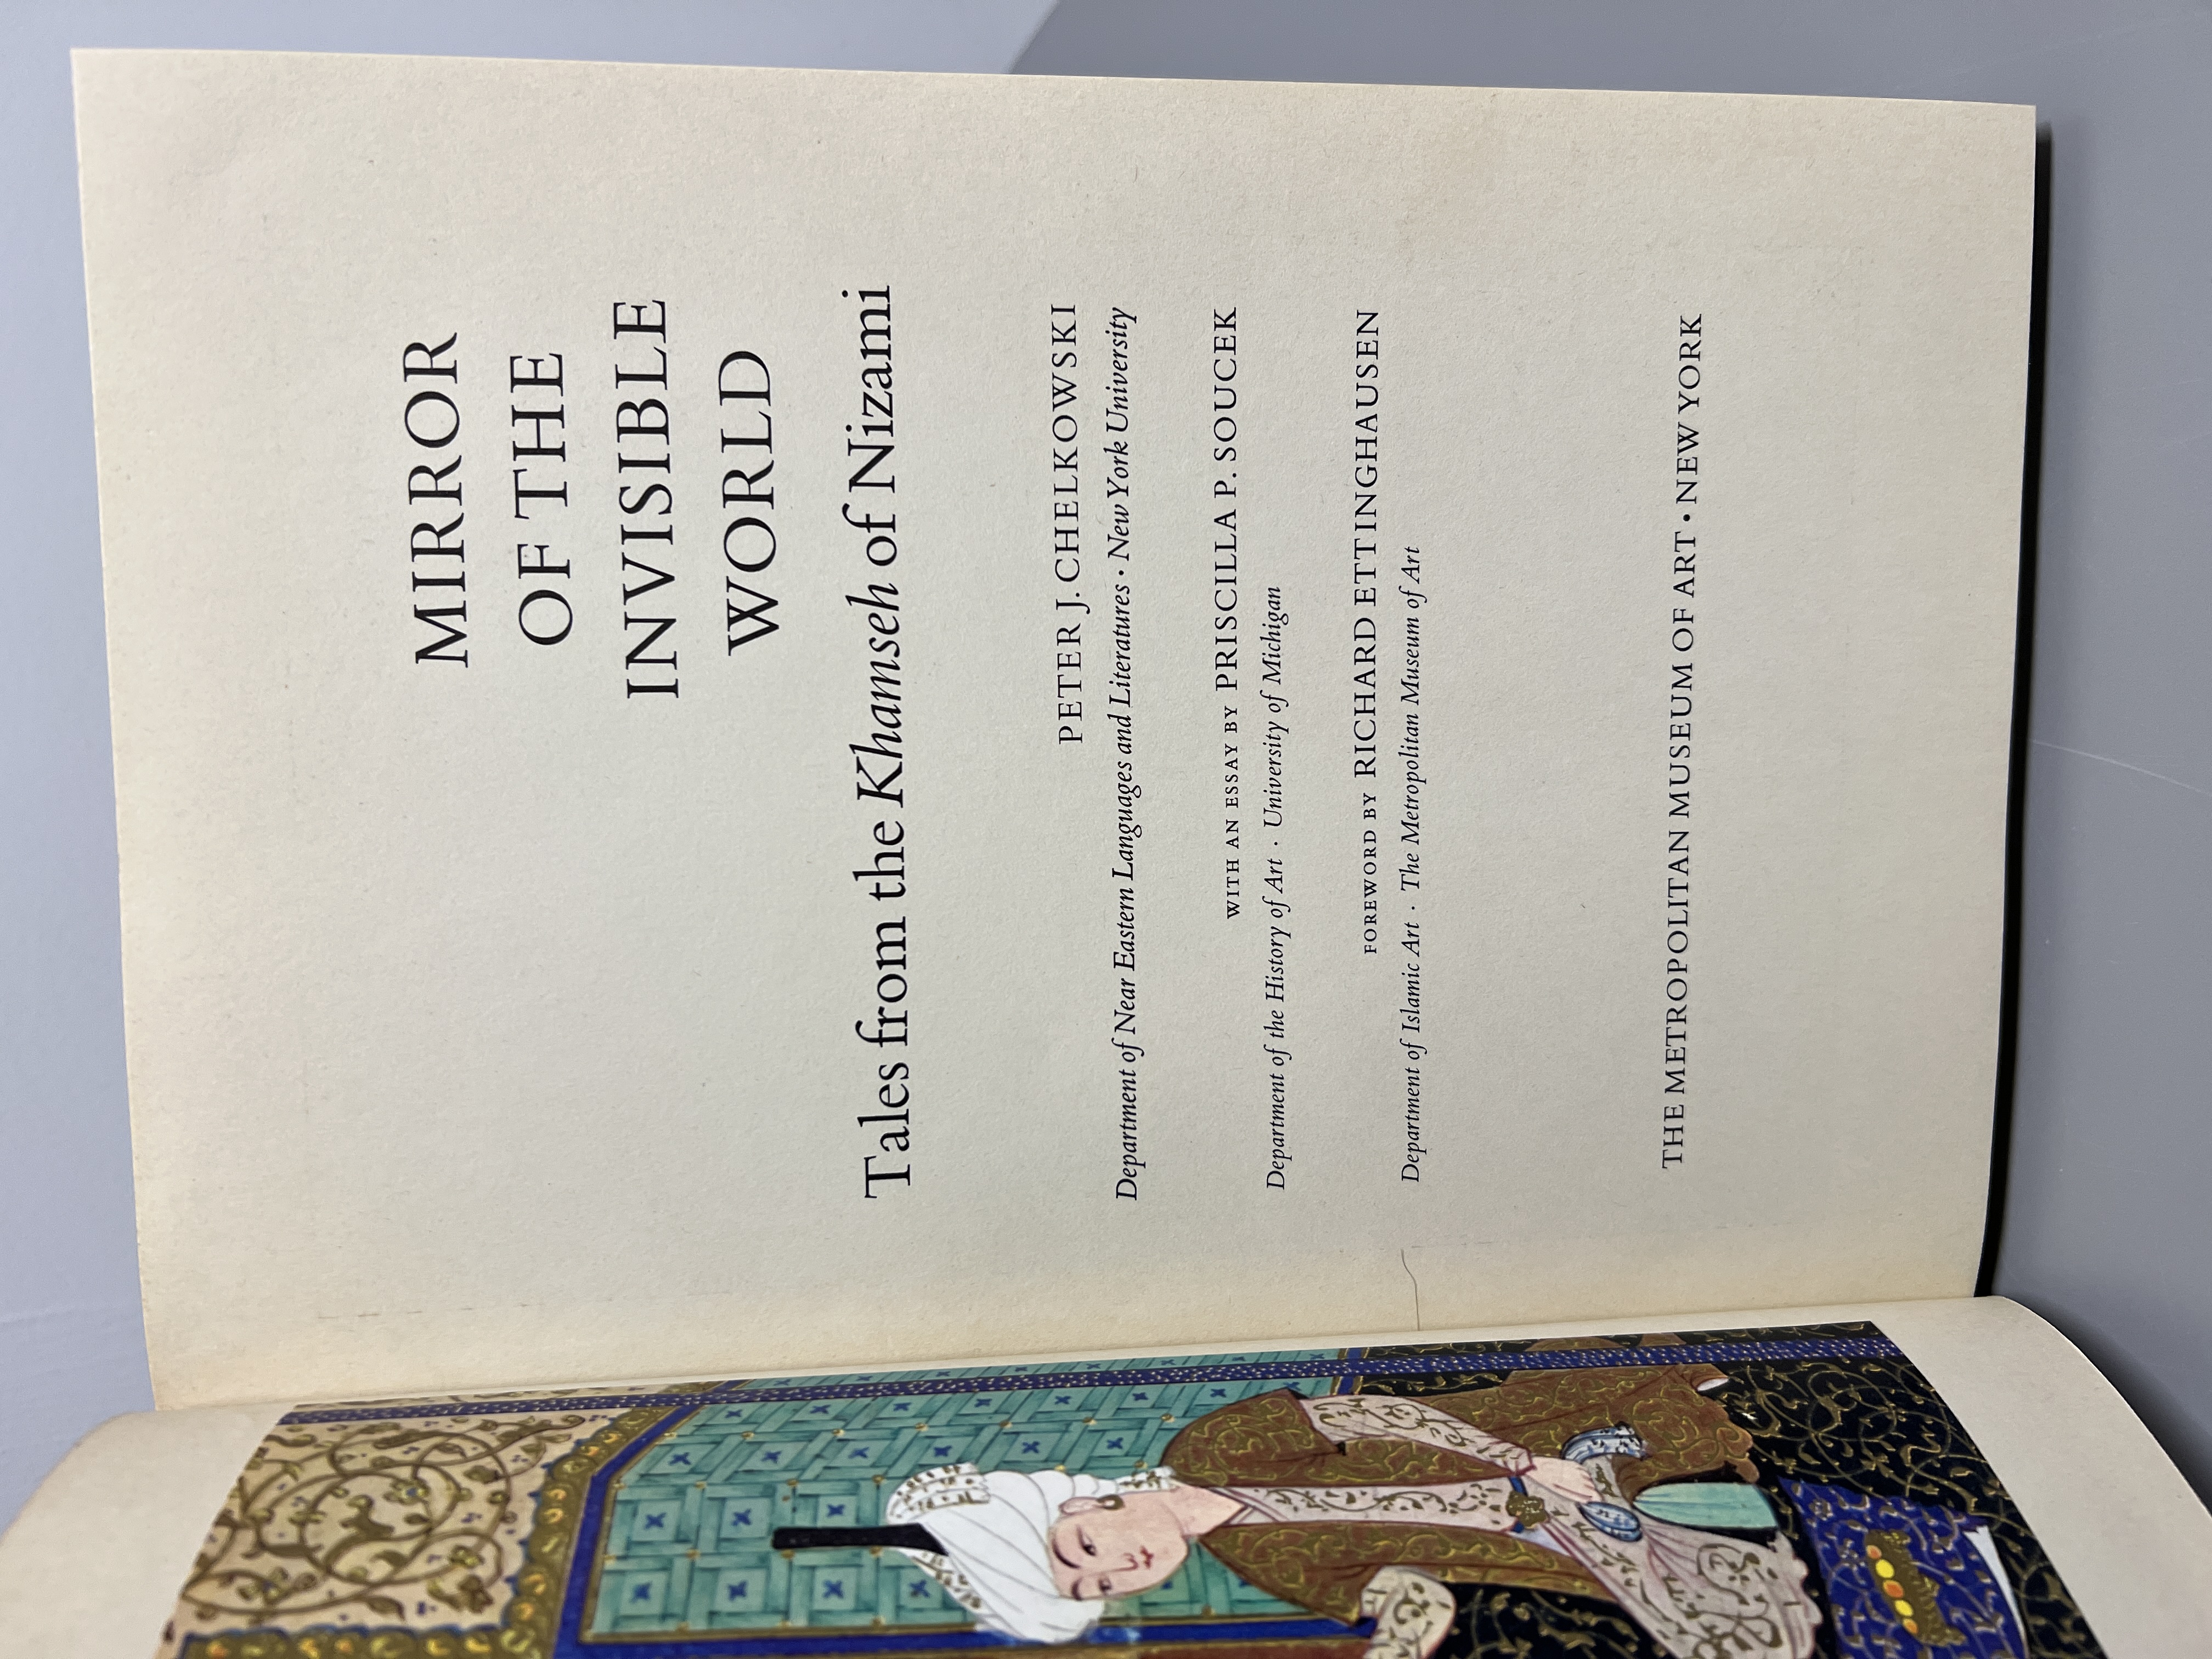 MIRROR
OF THE
INVISIBLE
WORLD
Tales from the Khamseh of Nizami
PETER J. CHELKOWSKI
Department of Near Eastern Languages and Literatures • New York University
WITH AN ESSAY BY PRISCILLA P. SOUCEK
Department of the History of Art · University of Michigan
FOREWORD BY RICHARD ETTINGHAUSEN
Department of Islamic Art · The Metropolitan Museum of Art
THE METROPOLITAN MUSEUM OF ART • NEW YORK